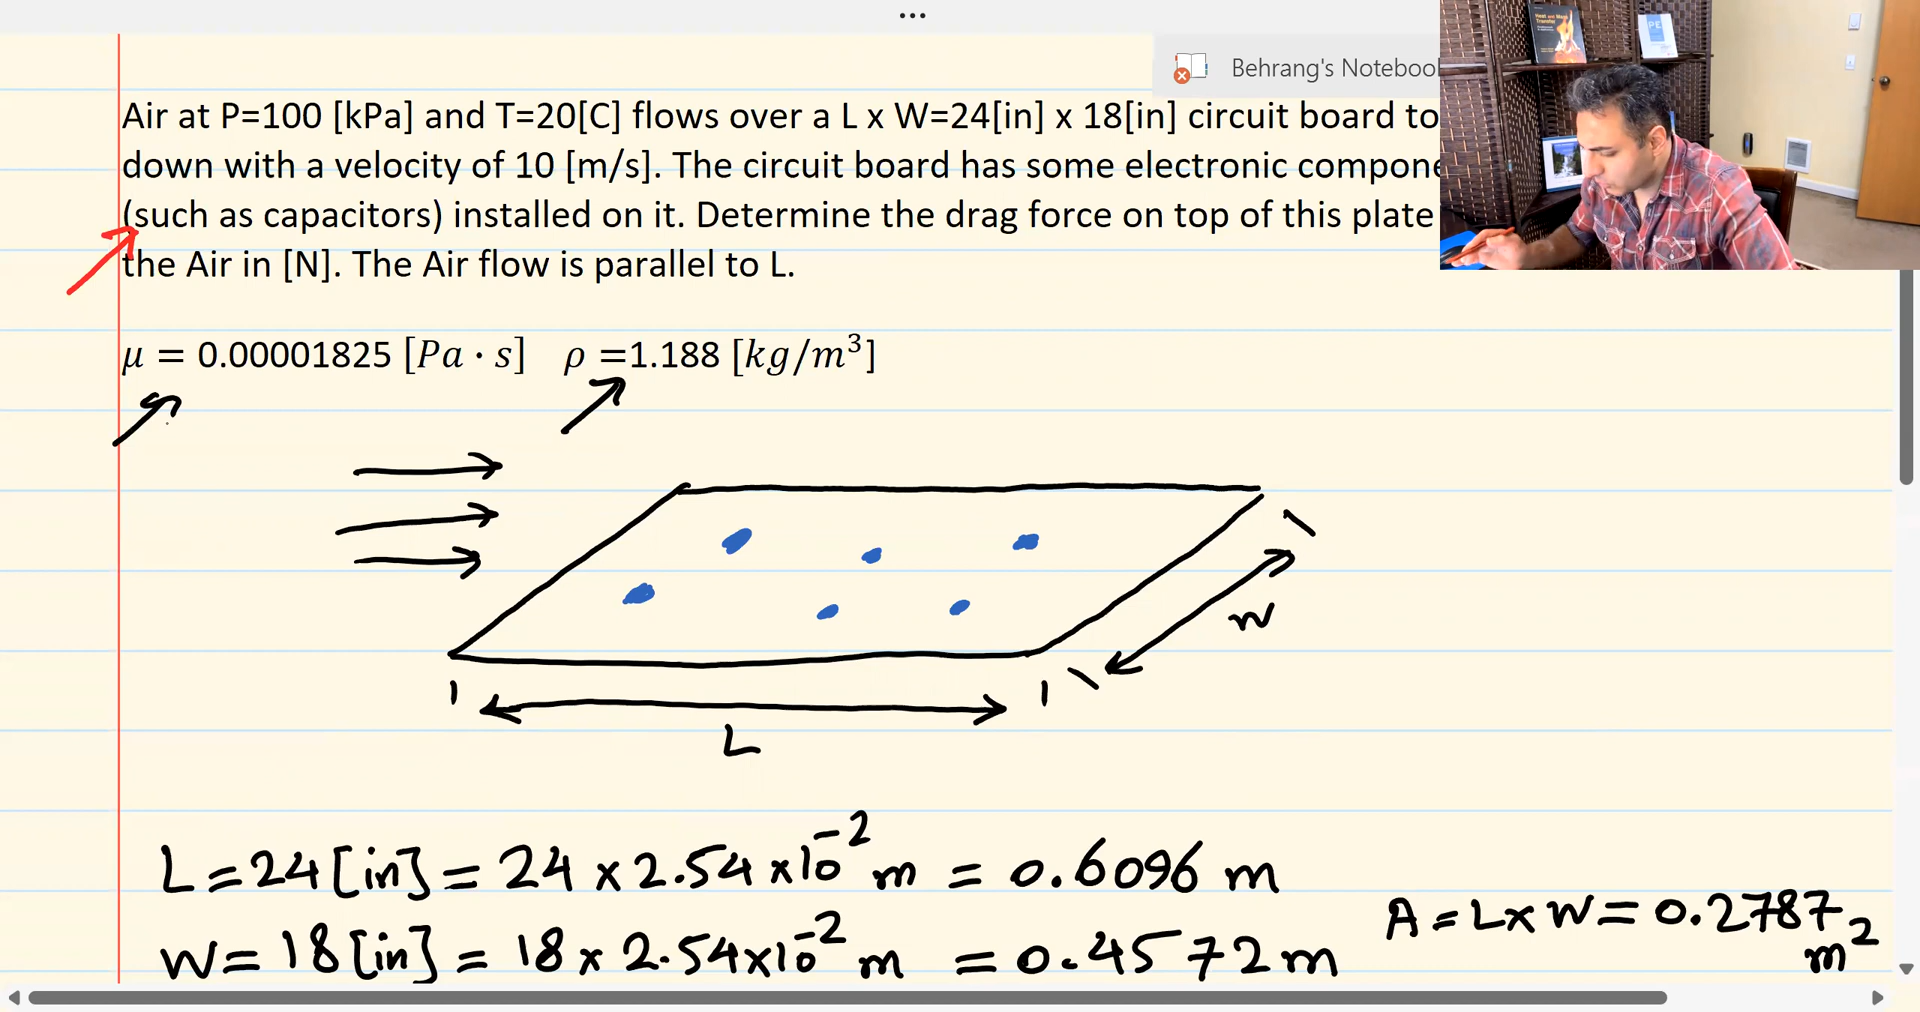 ...
Behrang's Notebook
Air at P=100 [kPa] and T=20[C] flows over a L x W=24[in] x 18[in] circuit board to
down with a velocity of 10 [m/s]. The circuit board has some electronic compone
(such as capacitors) installed on it. Determine the drag force on top of this plate
the Air in [N]. The Air flow is parallel to L.
μ = 0.00001825 [Pa · s] ρ =1.188 [kg/m³]
W
L
L = 24 [in] = 24 × 2.54 × 10⁻² m = 0.6096 m
W = 18 [in] = 18 × 2.54 × 10⁻² m = 0.4572 m
A = L × W = 0.2787 m²